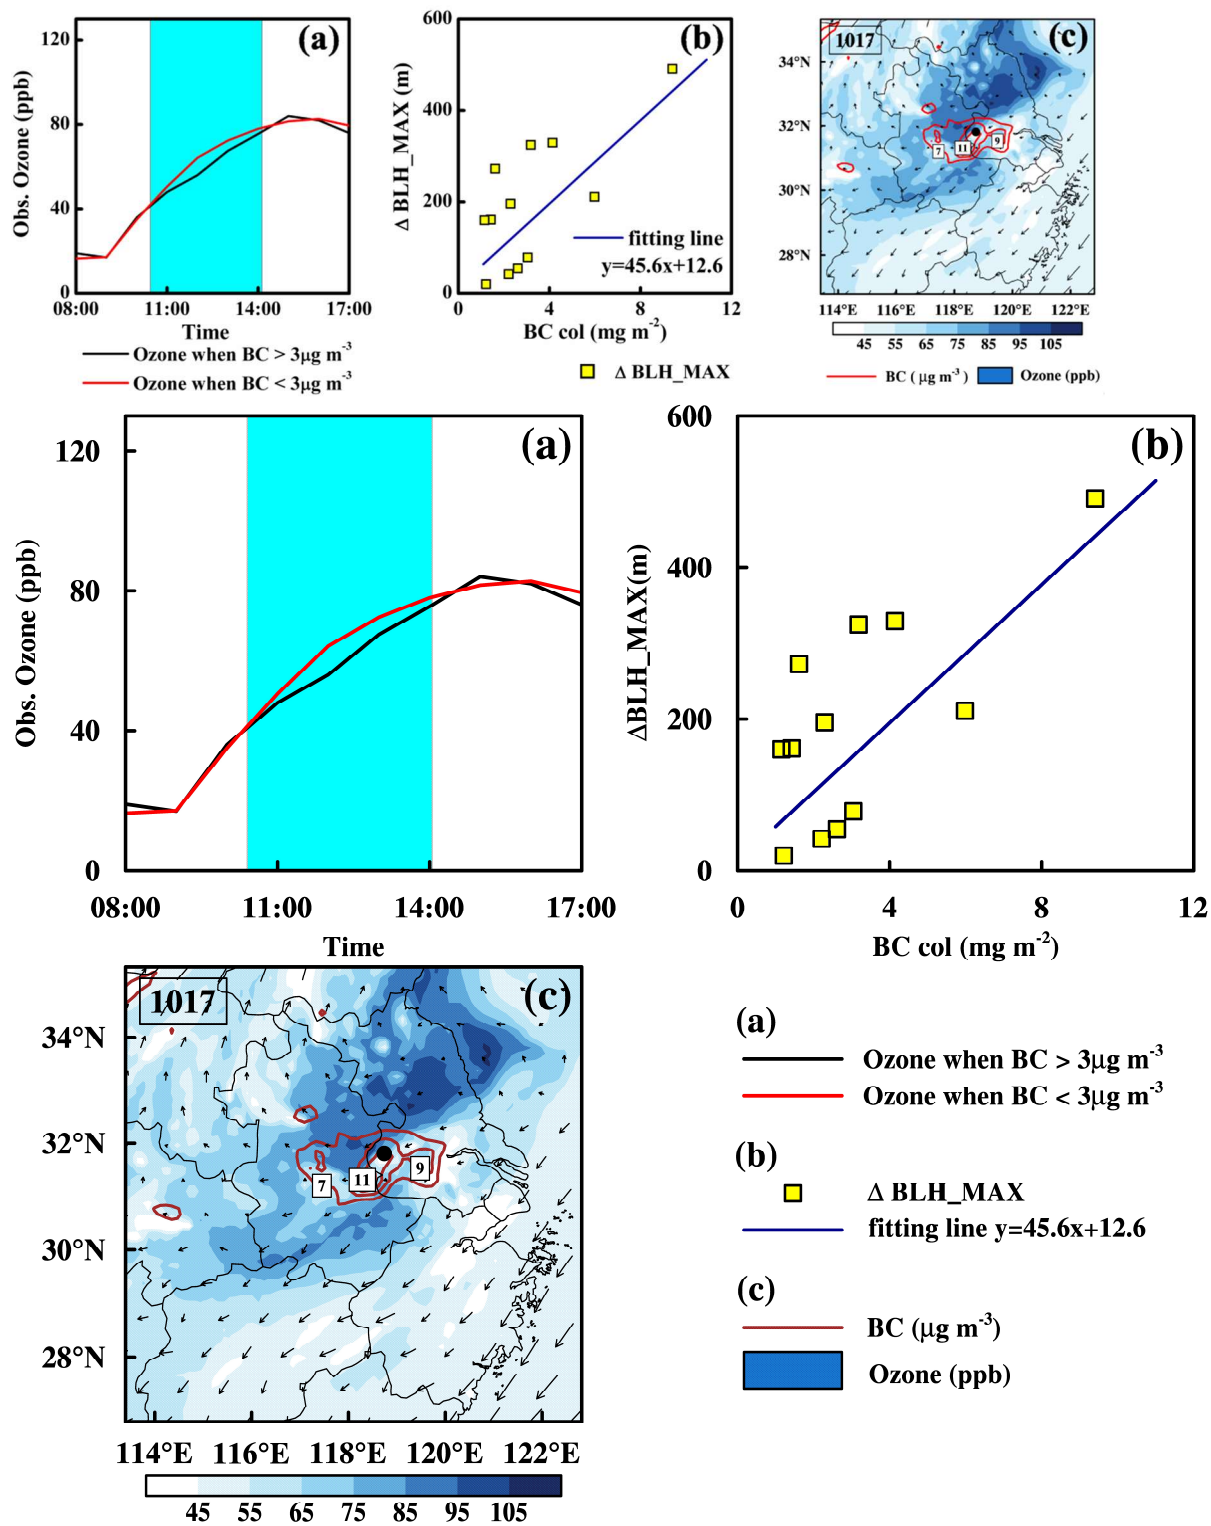 (a)
120
80
40
0
Obs. Ozone (ppb)
08:00 11:00 14:00 17:00
Time
Ozone when BC > 3μg m-3
Ozone when BC < 3μg m-3
(b)
600
400
200
0
Δ BLH_MAX (m)
fitting line
y=45.6x+12.6
0 4 8 12
BC col (mg m-2)
Δ BLH_MAX
(c)
1017
34°N
32°N
30°N
28°N
7 11 9
114°E 116°E 118°E 120°E 122°E
45 55 65 75 85 95 105
BC ( μg m-3 ) Ozone (ppb)
(a)
120
80
40
0
Obs. Ozone (ppb)
08:00 11:00 14:00 17:00
Time
(b)
600
400
200
0
ΔBLH_MAX(m)
0 4 8 12
BC col (mg m-2)
(c)
1017
34°N
32°N
30°N
28°N
7 11 9
114°E 116°E 118°E 120°E 122°E
45 55 65 75 85 95 105
(a)
Ozone when BC > 3μg m-3
Ozone when BC < 3μg m-3
(b)
Δ BLH_MAX
fitting line y=45.6x+12.6
(c)
BC (μg m-3)
Ozone (ppb)